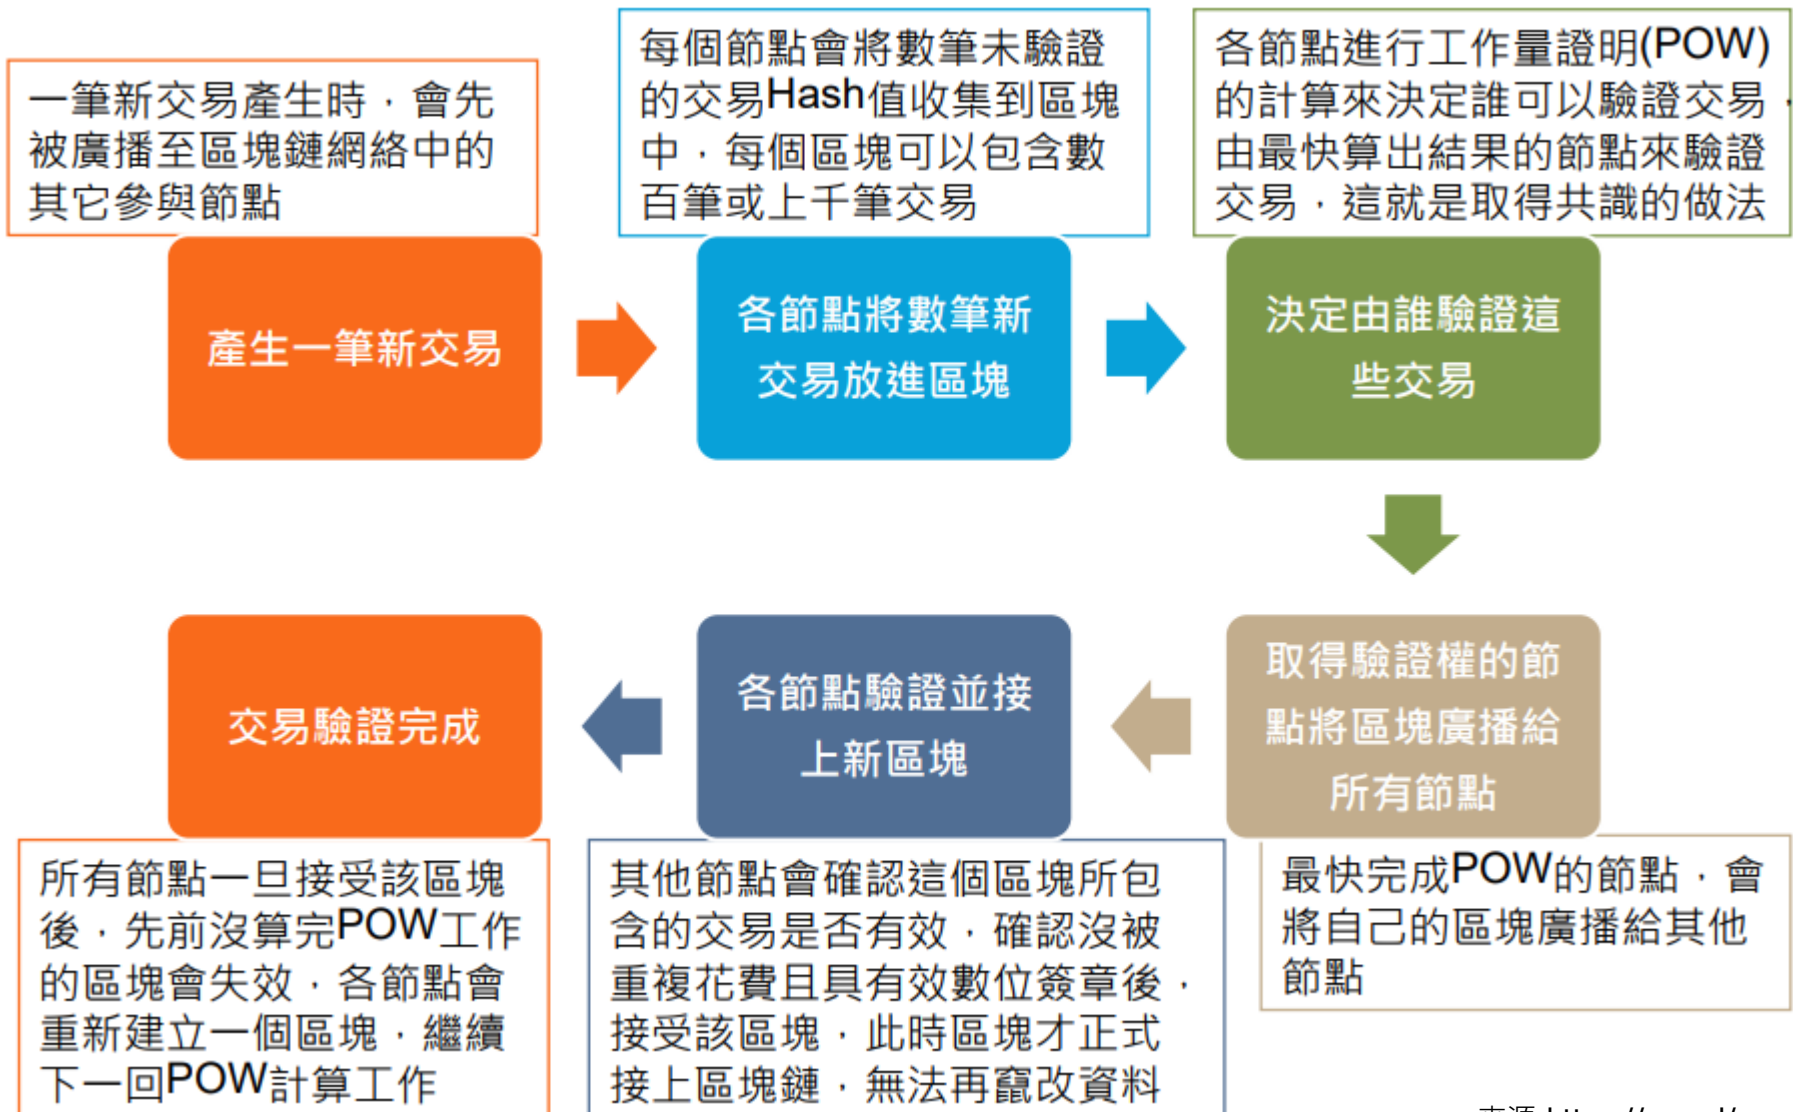 一筆新交易產生時，會先
被廣播至區塊鏈網絡中的
其它參與節點
產生一筆新交易
每個節點會將數筆未驗證
的交易Hash值收集到區塊
中，每個區塊可以包含數
百筆或上千筆交易
各節點將數筆新
交易放進區塊
各節點進行工作量證明(POW)
的計算來決定誰可以驗證交易，
由最快算出結果的節點來驗證
交易，這就是取得共識的做法
決定由誰驗證這
些交易
取得驗證權的節
點將區塊廣播給
所有節點
最快完成POW的節點，會
將自己的區塊廣播給其他
節點
各節點驗證並接
上新區塊
其他節點會確認這個區塊所包
含的交易是否有效，確認沒被
重複花費且具有效數位簽章後，
接受該區塊，此時區塊才正式
接上區塊鏈，無法再竄改資料
交易驗證完成
所有節點一旦接受該區塊
後，先前沒算完POW工作
的區塊會失效，各節點會
重新建立一個區塊，繼續
下一回POW計算工作